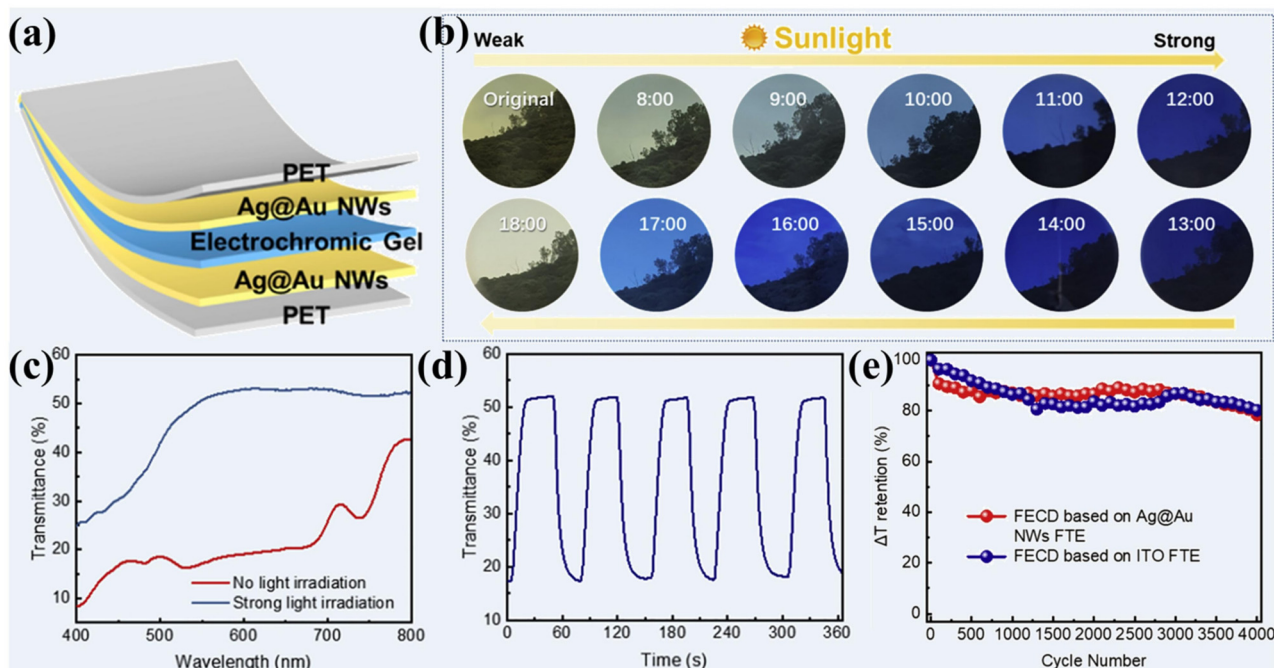 (a)
PET
Ag@Au NWs
Electrochromic Gel
Ag@Au NWs
PET
(b)
Weak
Sunlight
Strong
Original
8:00
9:00
10:00
11:00
12:00
18:00
17:00
16:00
15:00
14:00
13:00
(c)
60
50
40
30
20
10
Transmittance (%)
No light irradiation
Strong light irradiation
400
500
600
700
800
Wavelength (nm)
(d)
60
50
40
30
20
10
Transmittance (%)
0
60
120
180
240
300
360
Time (s)
(e)
100
80
60
40
20
0
ΔT retention (%)
FECD based on Ag@Au
NWs FTE
FECD based on ITO FTE
0
500
1000
1500
2000
2500
3000
3500
4000
Cycle Number